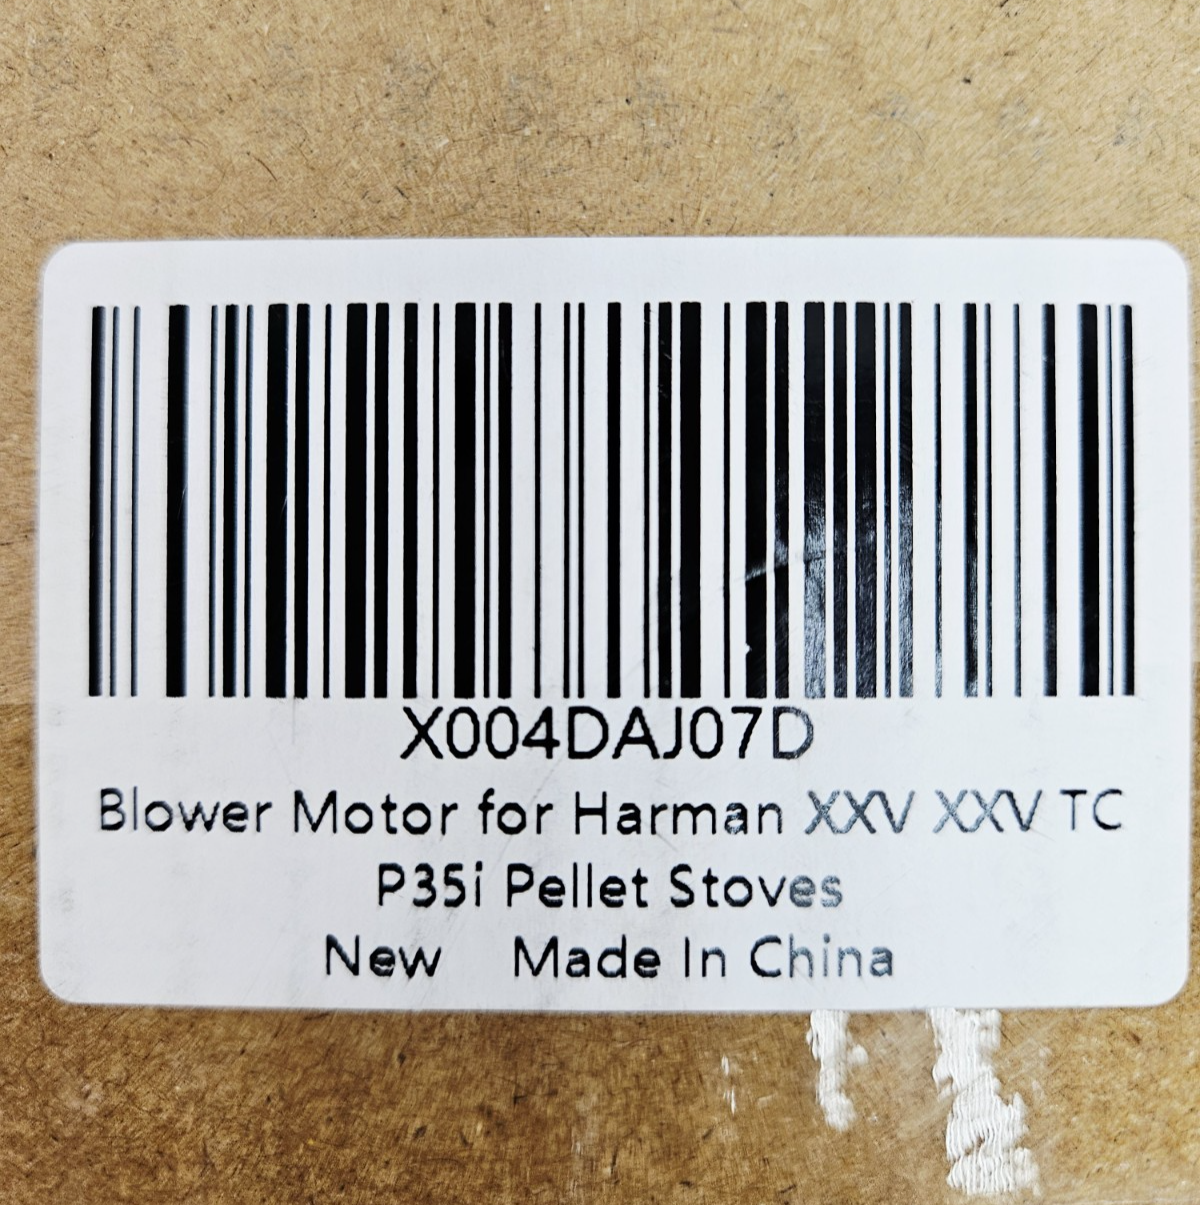 X004DAJ07D
Blower Motor for Harman XXV XXV TC
P35i Pellet Stoves
New Made In China